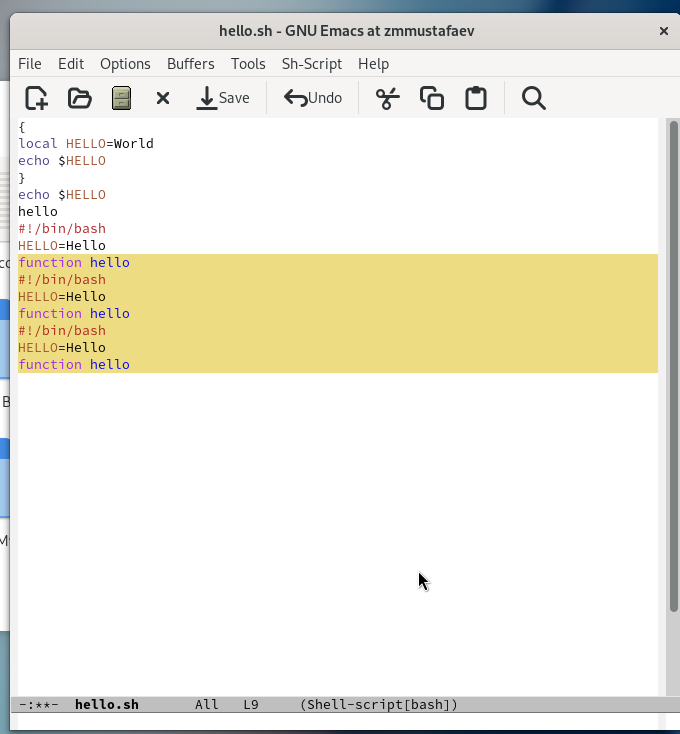 hello.sh - GNU Emacs at zmmustafaev ×
File Edit Options Buffers Tools Sh-Script Help
Save Undo
{
local HELLO=World
echo $HELLO
}
echo $HELLO
hello
#!/bin/bash
HELLO=Hello
function hello
#!/bin/bash
HELLO=Hello
function hello
#!/bin/bash
HELLO=Hello
function hello
-:**- hello.sh All L9 (Shell-script[bash])